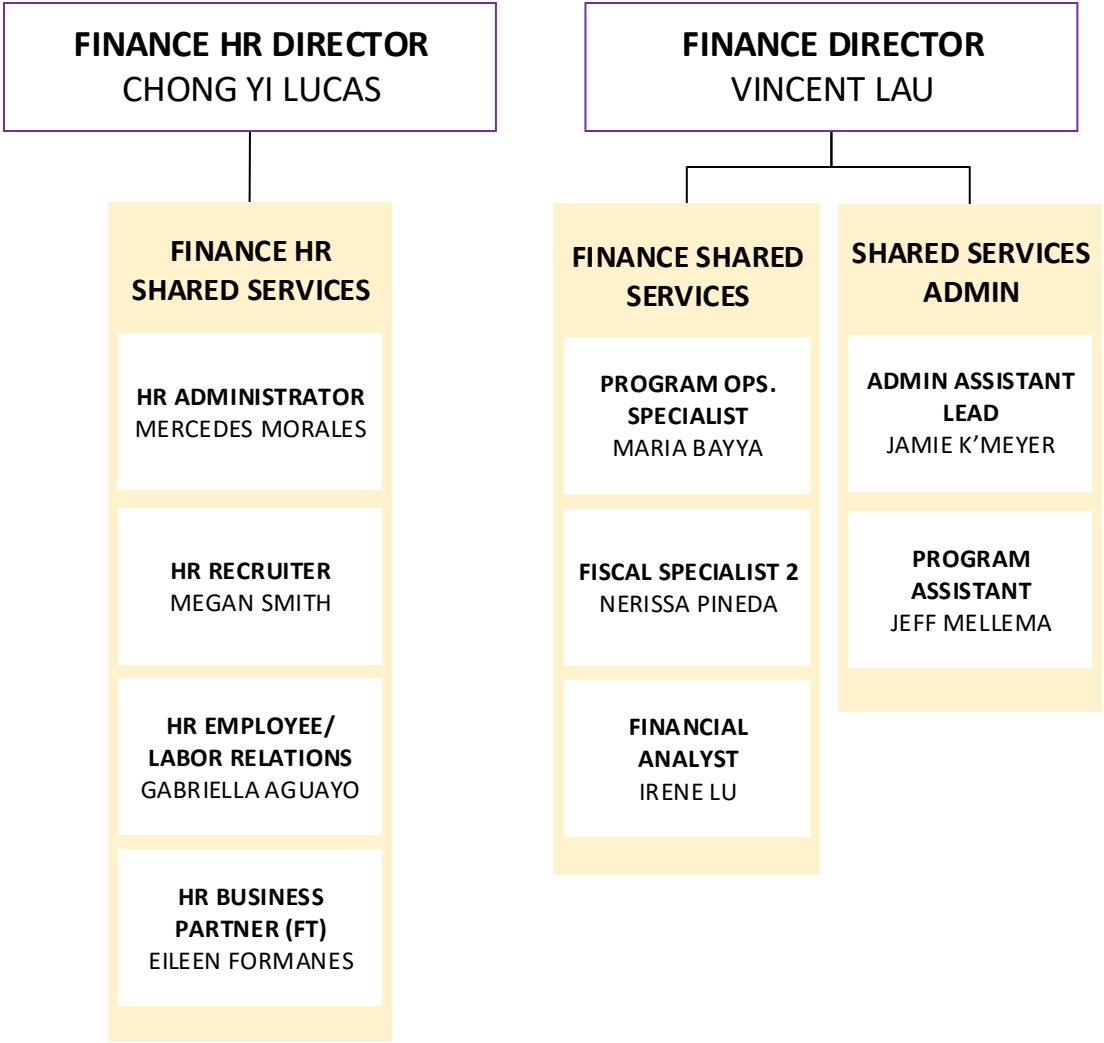 FINANCE HR DIRECTOR
CHONG YI LUCAS
FINANCE HR
SHARED SERVICES
HR ADMINISTRATOR
MERCEDES MORALES
HR RECRUITER
MEGAN SMITH
HR EMPLOYEE/
LABOR RELATIONS
GABRIELLA AGUAYO
HR BUSINESS
PARTNER (FT)
EILEEN FORMANES
FINANCE DIRECTOR
VINCENT LAU
FINANCE SHARED
SERVICES
PROGRAM OPS.
SPECIALIST
MARIA BAYYA
FISCAL SPECIALIST 2
NERISSA PINEDA
FINANCIAL
ANALYST
IRENE LU
SHARED SERVICES
ADMIN
ADMIN ASSISTANT
LEAD
JAMIE K’MEYER
PROGRAM
ASSISTANT
JEFF MELLEMA